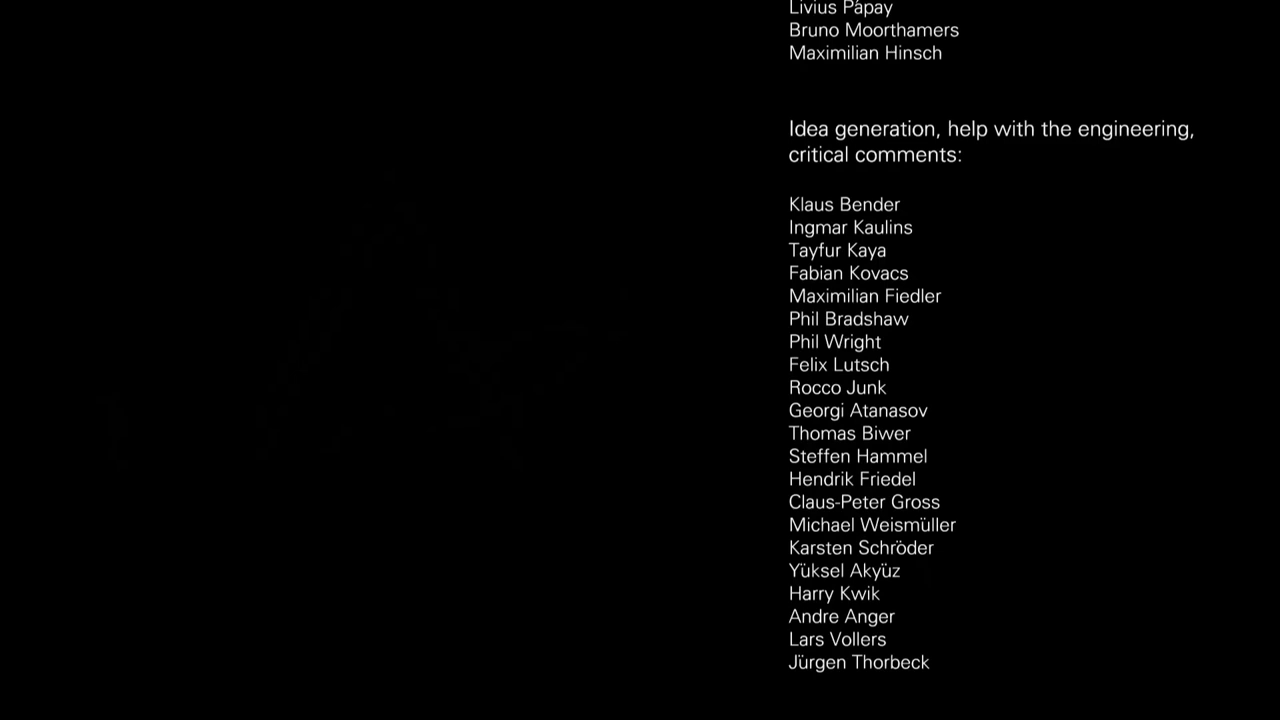 Livius Pápay
Bruno Moorthamers
Maximilian Hinsch
Idea generation, help with the engineering,
critical comments:
Klaus Bender
Ingmar Kaulins
Tayfur Kaya
Fabian Kovacs
Maximilian Fiedler
Phil Bradshaw
Phil Wright
Felix Lutsch
Rocco Junk
Georgi Atanasov
Thomas Biwer
Steffen Hammel
Hendrik Friedel
Claus-Peter Gross
Michael Weismüller
Karsten Schröder
Yüksel Akyüz
Harry Kwik
Andre Anger
Lars Vollers
Jürgen Thorbeck